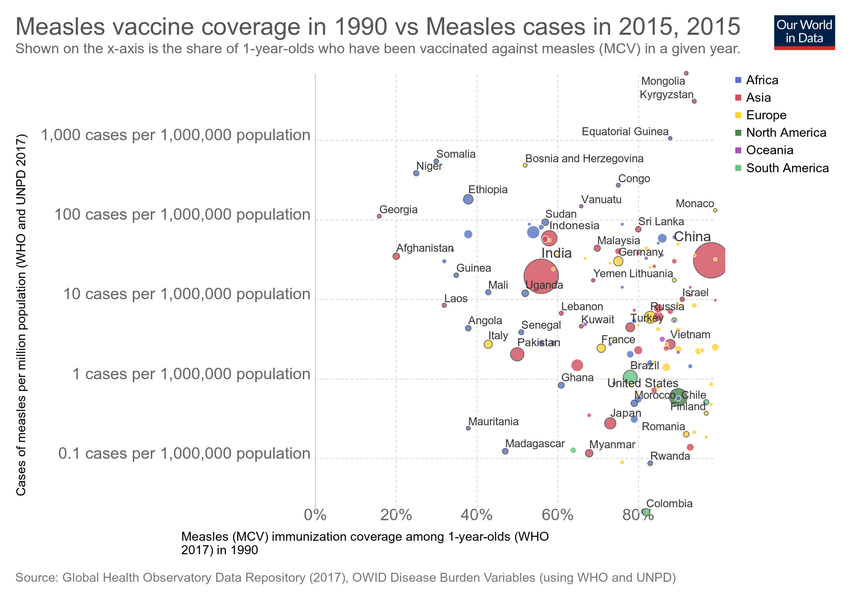 Measles vaccine coverage in 1990 vs Measles cases in 2015, 2015
Shown on the x-axis is the share of 1-year-olds who have been vaccinated against measles (MCV) in a given year.
Our World
in Data
Africa
Asia
Europe
North America
Oceania
South America
Cases of measles per million population (WHO and UNPD 2017)
1,000 cases per 1,000,000 population
100 cases per 1,000,000 population
10 cases per 1,000,000 population
1 cases per 1,000,000 population
0.1 cases per 1,000,000 population
Mongolia
Kyrgyzstan
Equatorial Guinea
Somalia
Bosnia and Herzegovina
Niger
Congo
Ethiopia
Vanuatu
Monaco
Georgia
Sudan
Sri Lanka
Indonesia
China
Malaysia
Afghanistan
India
Germany
Guinea
Yemen
Lithuania
Mali
Uganda
Israel
Laos
Lebanon
Russia
Angola
Senegal
Kuwait
Turkey
Italy
Pakistan
France
Vietnam
Ghana
Brazil
United States
Morocco
Chile
Finland
Mauritania
Japan
Romania
Madagascar
Myanmar
Rwanda
Colombia
0%
20%
40%
60%
80%
Measles (MCV) immunization coverage among 1-year-olds (WHO
2017) in 1990
Source: Global Health Observatory Data Repository (2017), OWID Disease Burden Variables (using WHO and UNPD)